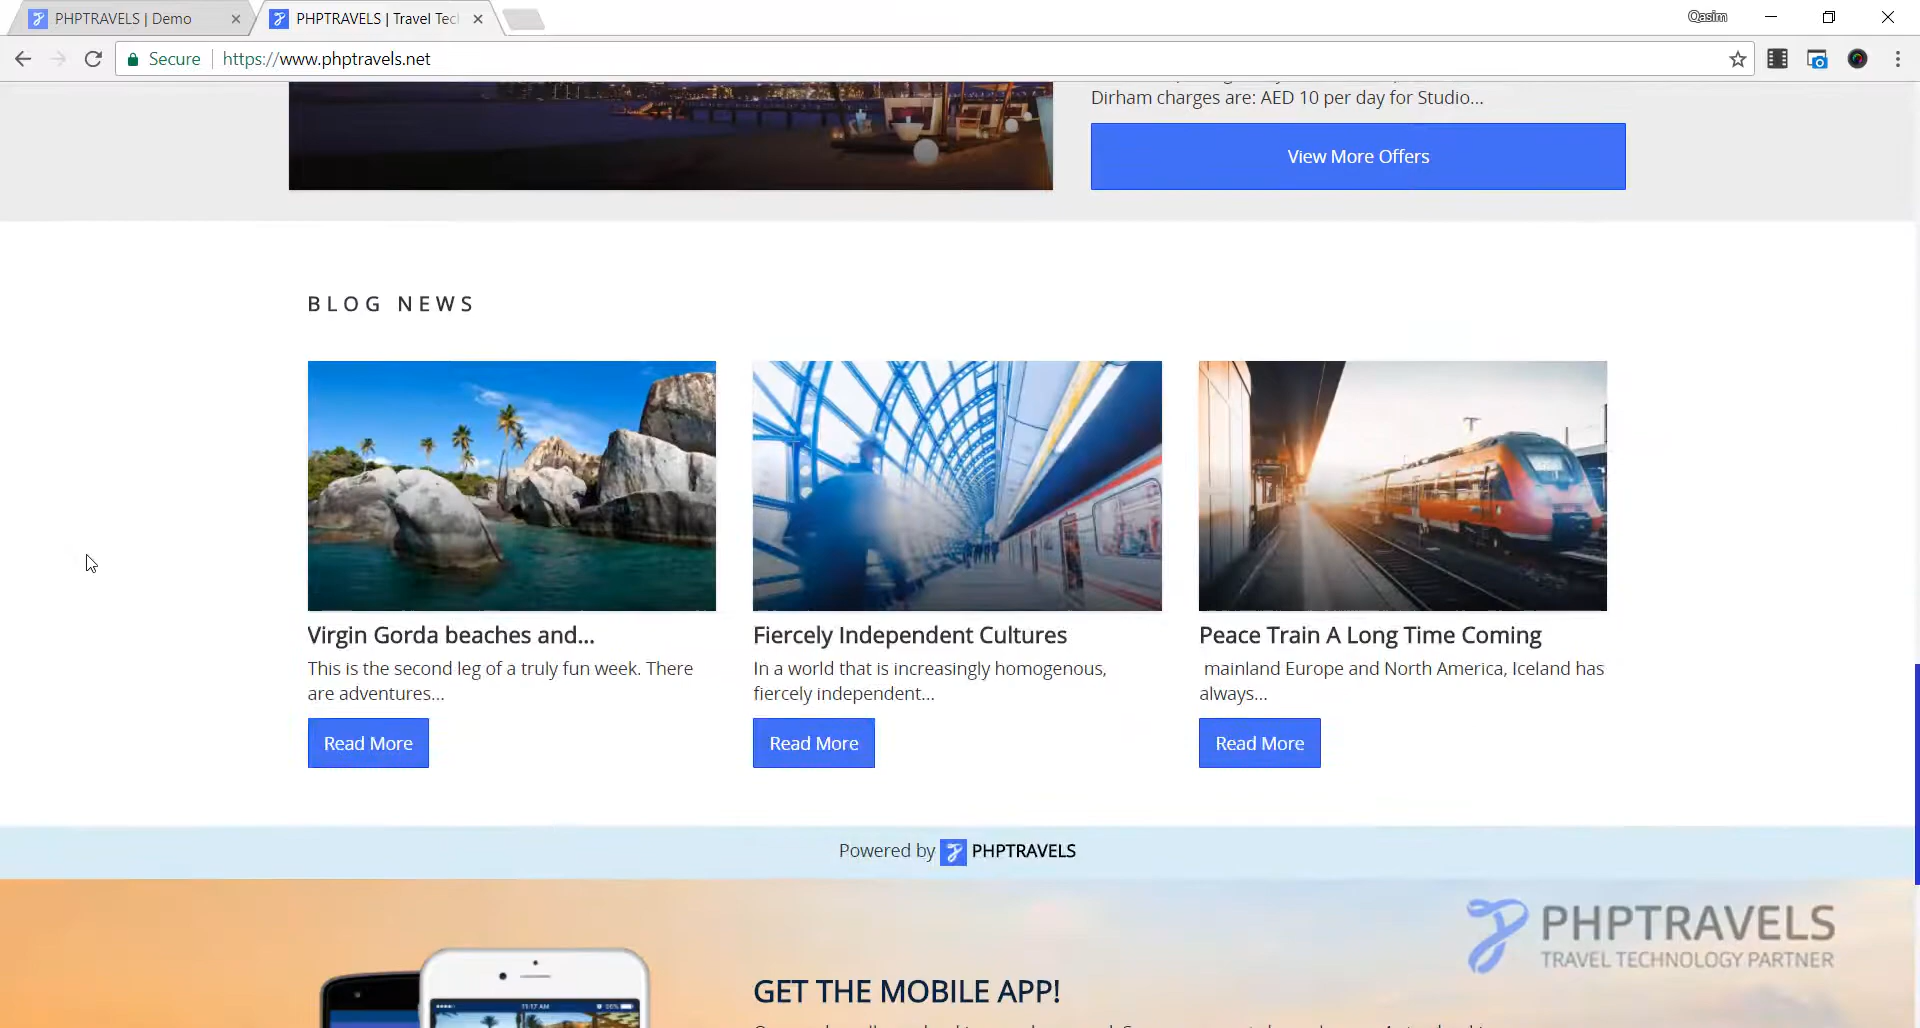 PHPTRAVELS | Demo
PHPTRAVELS | Travel Tec
Qasim
Secure
https://www.phptravels.net
Dirham charges are: AED 10 per day for Studio...
View More Offers
BLOG NEWS
Virgin Gorda beaches and...
This is the second leg of a truly fun week. There
are adventures...
Read More
Fiercely Independent Cultures
In a world that is increasingly homogenous,
fiercely independent...
Read More
Peace Train A Long Time Coming
mainland Europe and North America, Iceland has
always...
Read More
Powered by PHPTRAVELS
PHPTRAVELS
TRAVEL TECHNOLOGY PARTNER
11:17 AM
GET THE MOBILE APP!